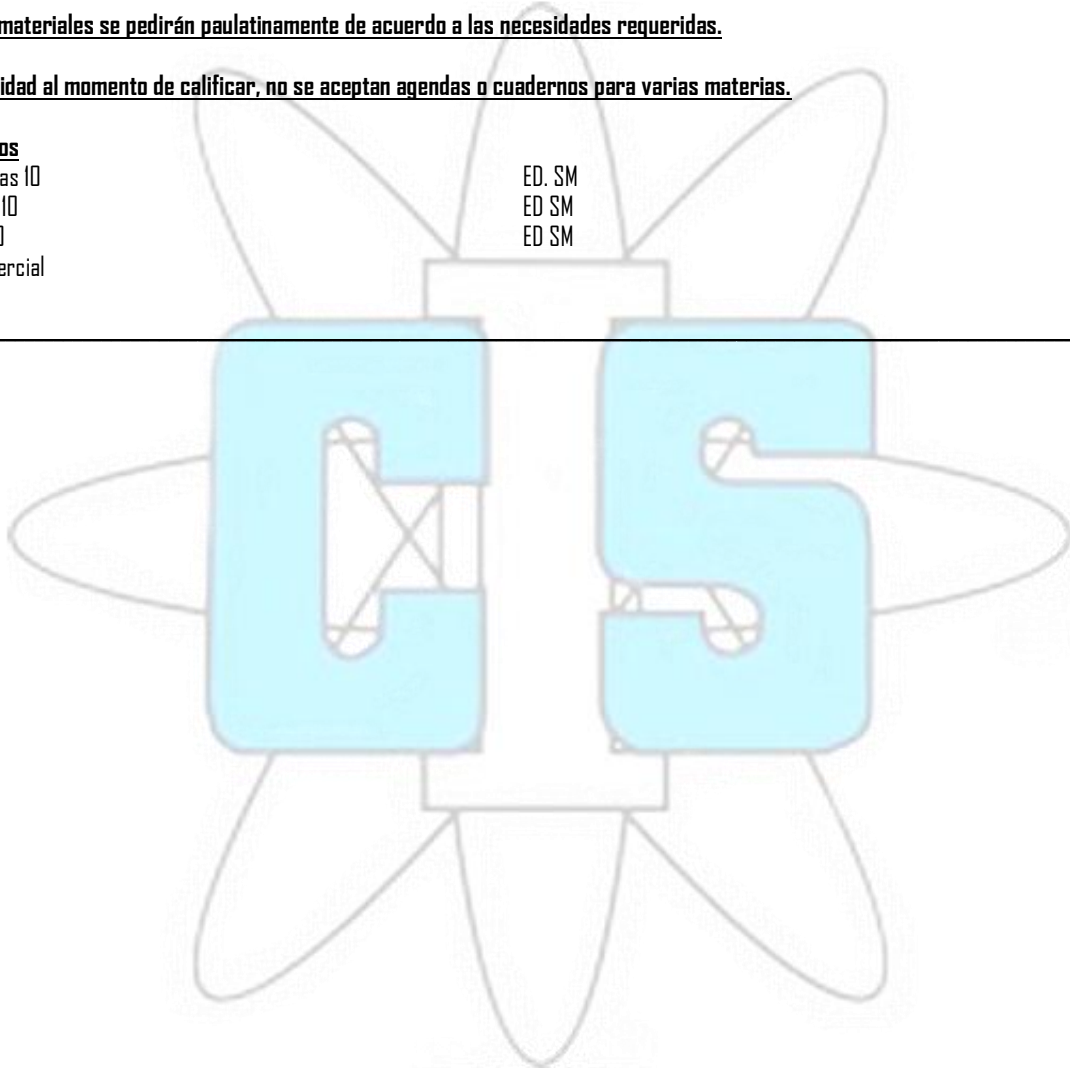 materiales se pedirán paulatinamente de acuerdo a las necesidades requeridas.
idad al momento de calificar, no se aceptan agendas o cuadernos para varias materias.
os
as 10 ED. SM
10 ED SM
0 ED SM
ercial
CS